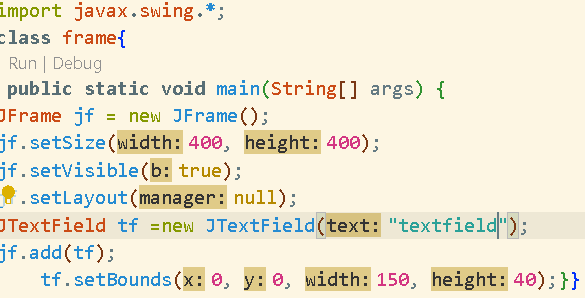 import javax.swing.*;
class frame{
Run | Debug
public static void main(String[] args) {
JFrame jf = new JFrame();
jf.setSize(width: 400, height: 400);
jf.setVisible(b: true);
jf.setLayout(manager: null);
JTextField tf =new JTextField(text: "textfield");
jf.add(tf);
tf.setBounds(x: 0, y: 0, width: 150, height: 40);}}